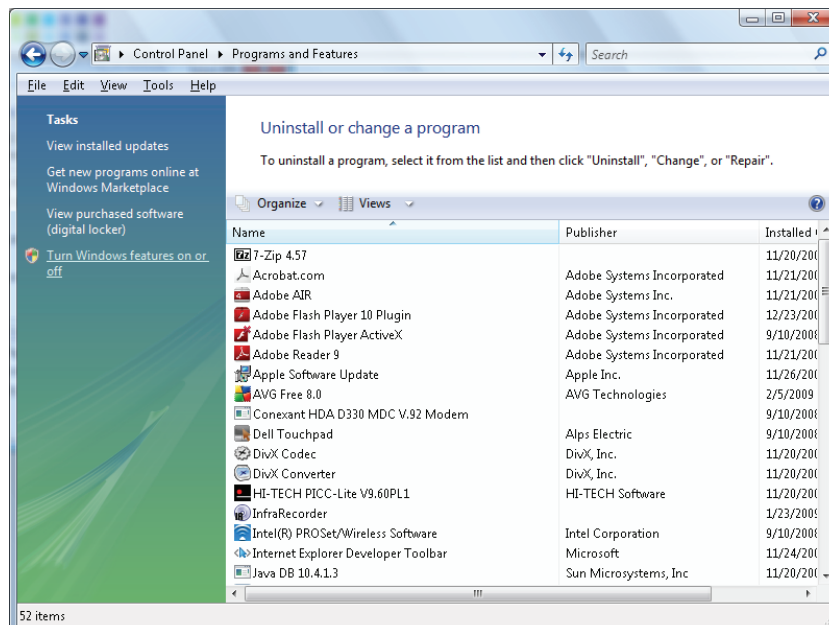 Control Panel ▸ Programs and Features
Search
File Edit View Tools Help
Tasks
View installed updates
Get new programs online at
Windows Marketplace
View purchased software
(digital locker)
Turn Windows features on or
off
Uninstall or change a program
To uninstall a program, select it from the list and then click "Uninstall", "Change", or "Repair".
Organize Views
Name Publisher Installed
7-Zip 4.57 11/20/200
Acrobat.com Adobe Systems Incorporated 11/21/200
Adobe AIR Adobe Systems Inc. 11/21/200
Adobe Flash Player 10 Plugin Adobe Systems Incorporated 12/23/200
Adobe Flash Player ActiveX Adobe Systems Incorporated 9/10/2008
Adobe Reader 9 Adobe Systems Incorporated 11/21/200
Apple Software Update Apple Inc. 11/26/200
AVG Free 8.0 AVG Technologies 2/5/2009
Conexant HDA D330 MDC V.92 Modem 9/10/2008
Dell Touchpad Alps Electric 9/10/2008
DivX Codec DivX, Inc. 11/20/200
DivX Converter DivX, Inc. 11/20/200
HI-TECH PICC-Lite V9.60PL1 HI-TECH Software 11/20/200
InfraRecorder 1/23/2009
Intel(R) PROSet/Wireless Software Intel Corporation 9/10/2008
Internet Explorer Developer Toolbar Microsoft 11/24/200
Java DB 10.4.1.3 Sun Microsystems, Inc 11/20/200
52 items